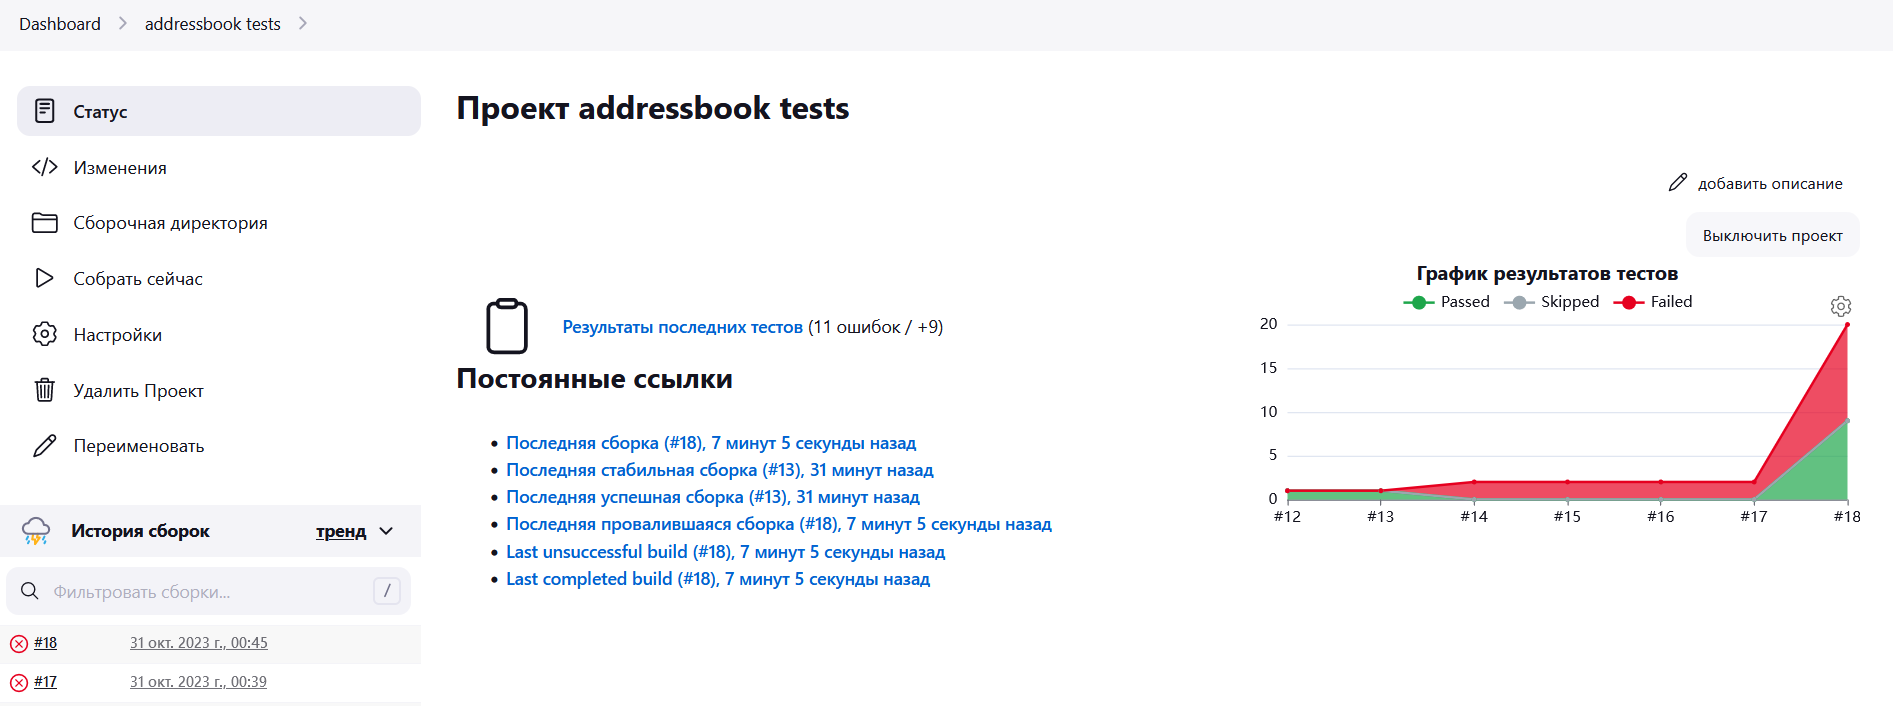 Dashboard
addressbook tests
Статус
Изменения
Сборочная директория
Собрать сейчас
Настройки
Удалить Проект
Переименовать
История сборок
тренд
Фильтровать сборки...
/
#18
31 окт. 2023 г., 00:45
#17
31 окт. 2023 г., 00:39
Проект addressbook tests
добавить описание
Выключить проект
Результаты последних тестов (11 ошибок / +9)
Постоянные ссылки
Последняя сборка (#18), 7 минут 5 секунды назад
Последняя стабильная сборка (#13), 31 минут назад
Последняя успешная сборка (#13), 31 минут назад
Последняя провалившаяся сборка (#18), 7 минут 5 секунды назад
Last unsuccessful build (#18), 7 минут 5 секунды назад
Last completed build (#18), 7 минут 5 секунды назад
График результатов тестов
Passed Skipped Failed
20
15
10
5
0
#12 #13 #14 #15 #16 #17 #18